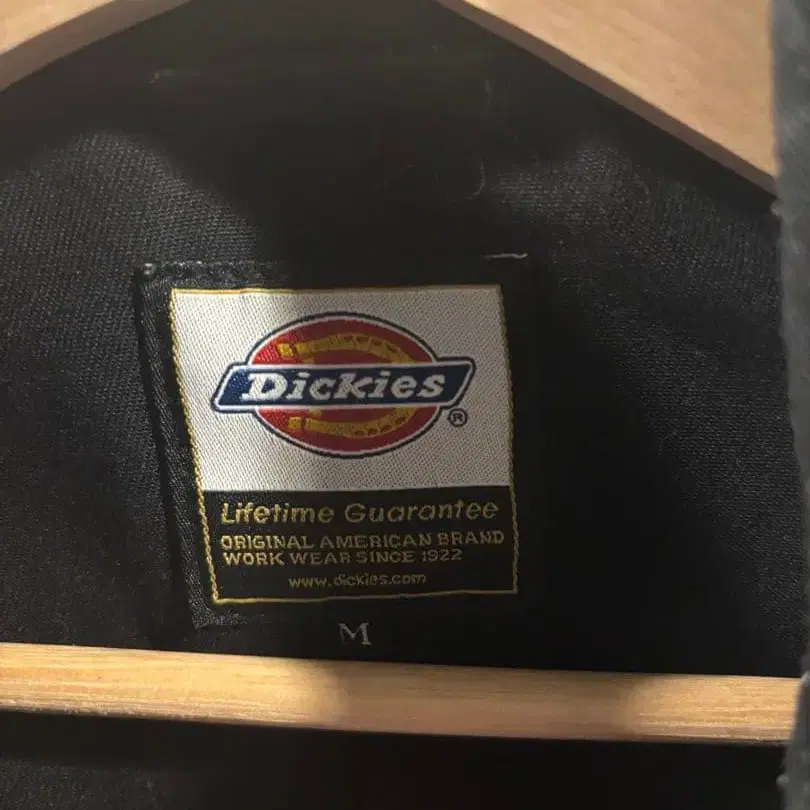 Dickies
®
Lifetime Guarantee
ORIGINAL AMERICAN BRAND
WORK WEAR SINCE 1922
www.dickies.com
M